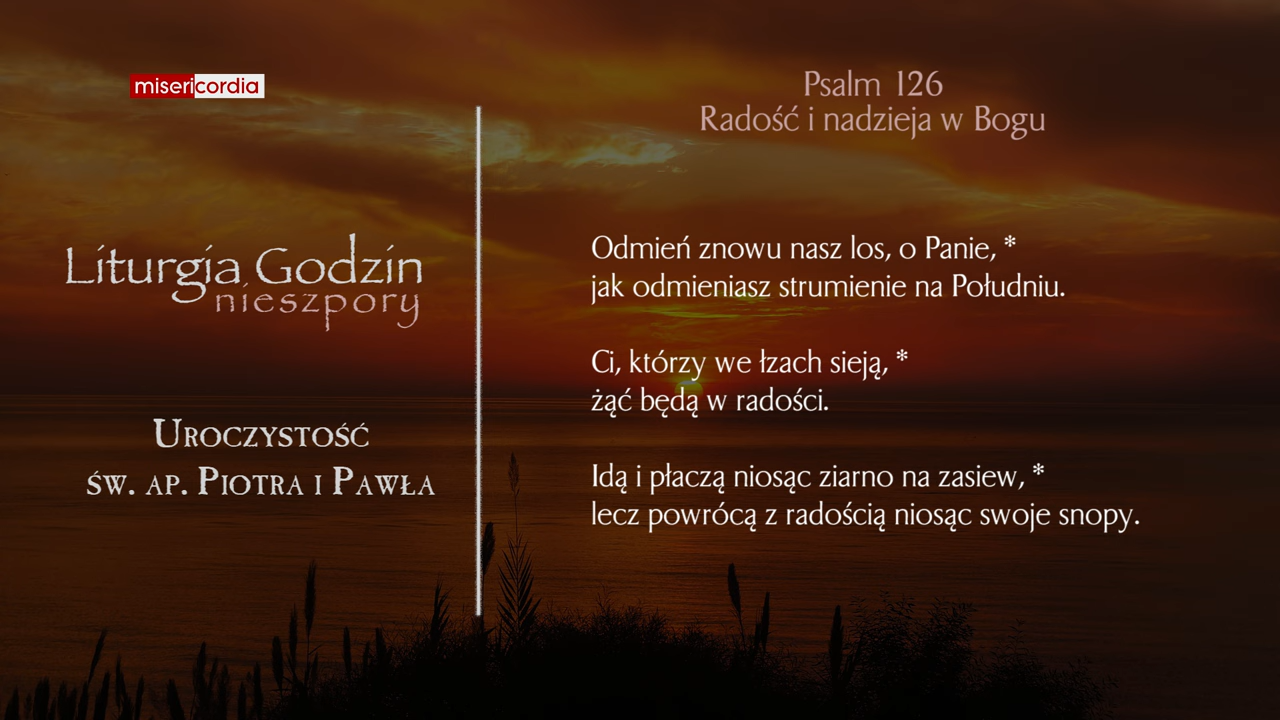 misericordia
Liturgia Godzin
nieszpory
Uroczystość
św. ap. Piotra i Pawła
Psalm 126
Radość i nadzieja w Bogu
Odmień znowu nasz los, o Panie, *
jak odmieniasz strumienie na Południu.
Ci, którzy we łzach sieją, *
żąć będą w radości.
Idą i płaczą niosąc ziarno na zasiew, *
lecz powrócą z radością niosąc swoje snopy.